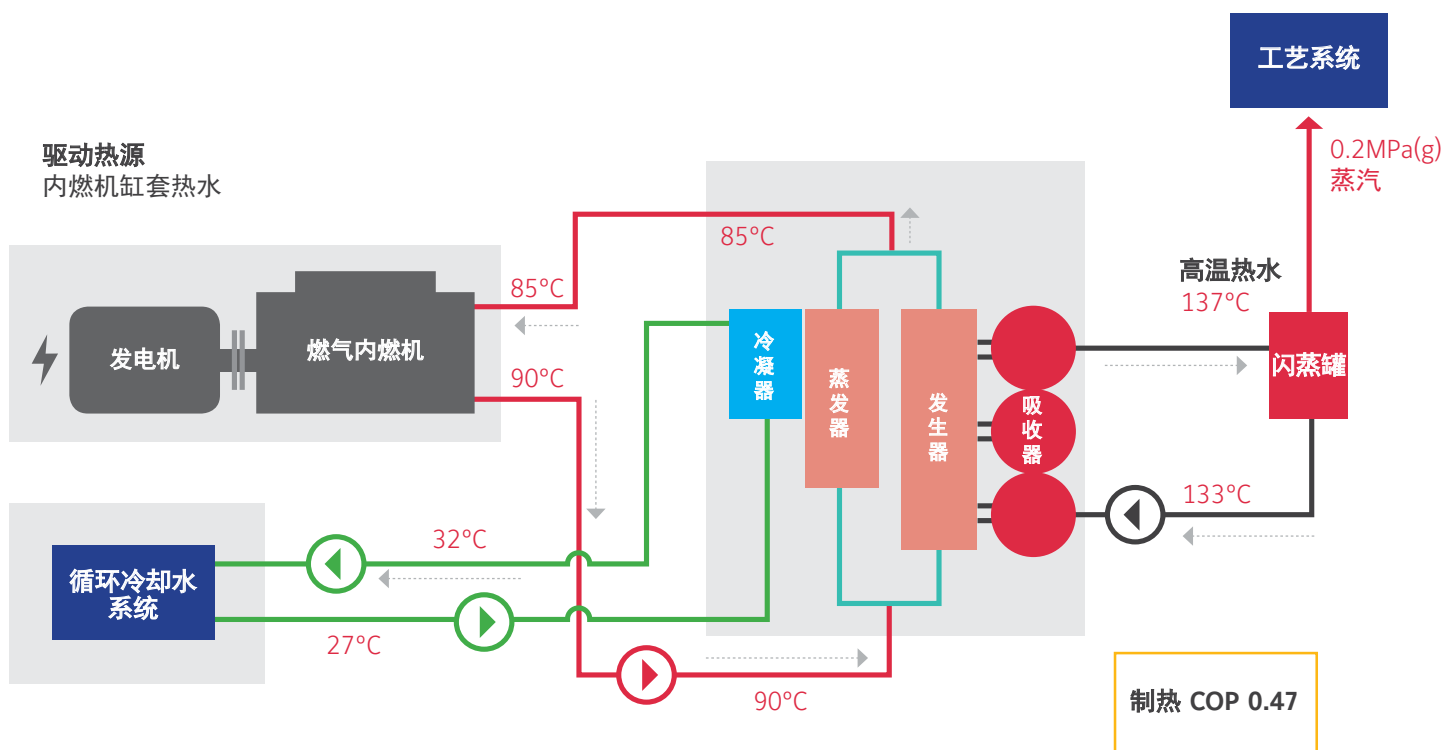 工艺系统
0.2MPa(g)
蒸汽
驱动热源
内燃机缸套热水
85°C
高温热水
137°C
85°C
发电机
燃气内燃机
90°C
冷凝器
蒸发器
发生器
吸收器
闪蒸罐
133°C
32°C
循环冷却水
系统
27°C
90°C
制热 COP 0.47